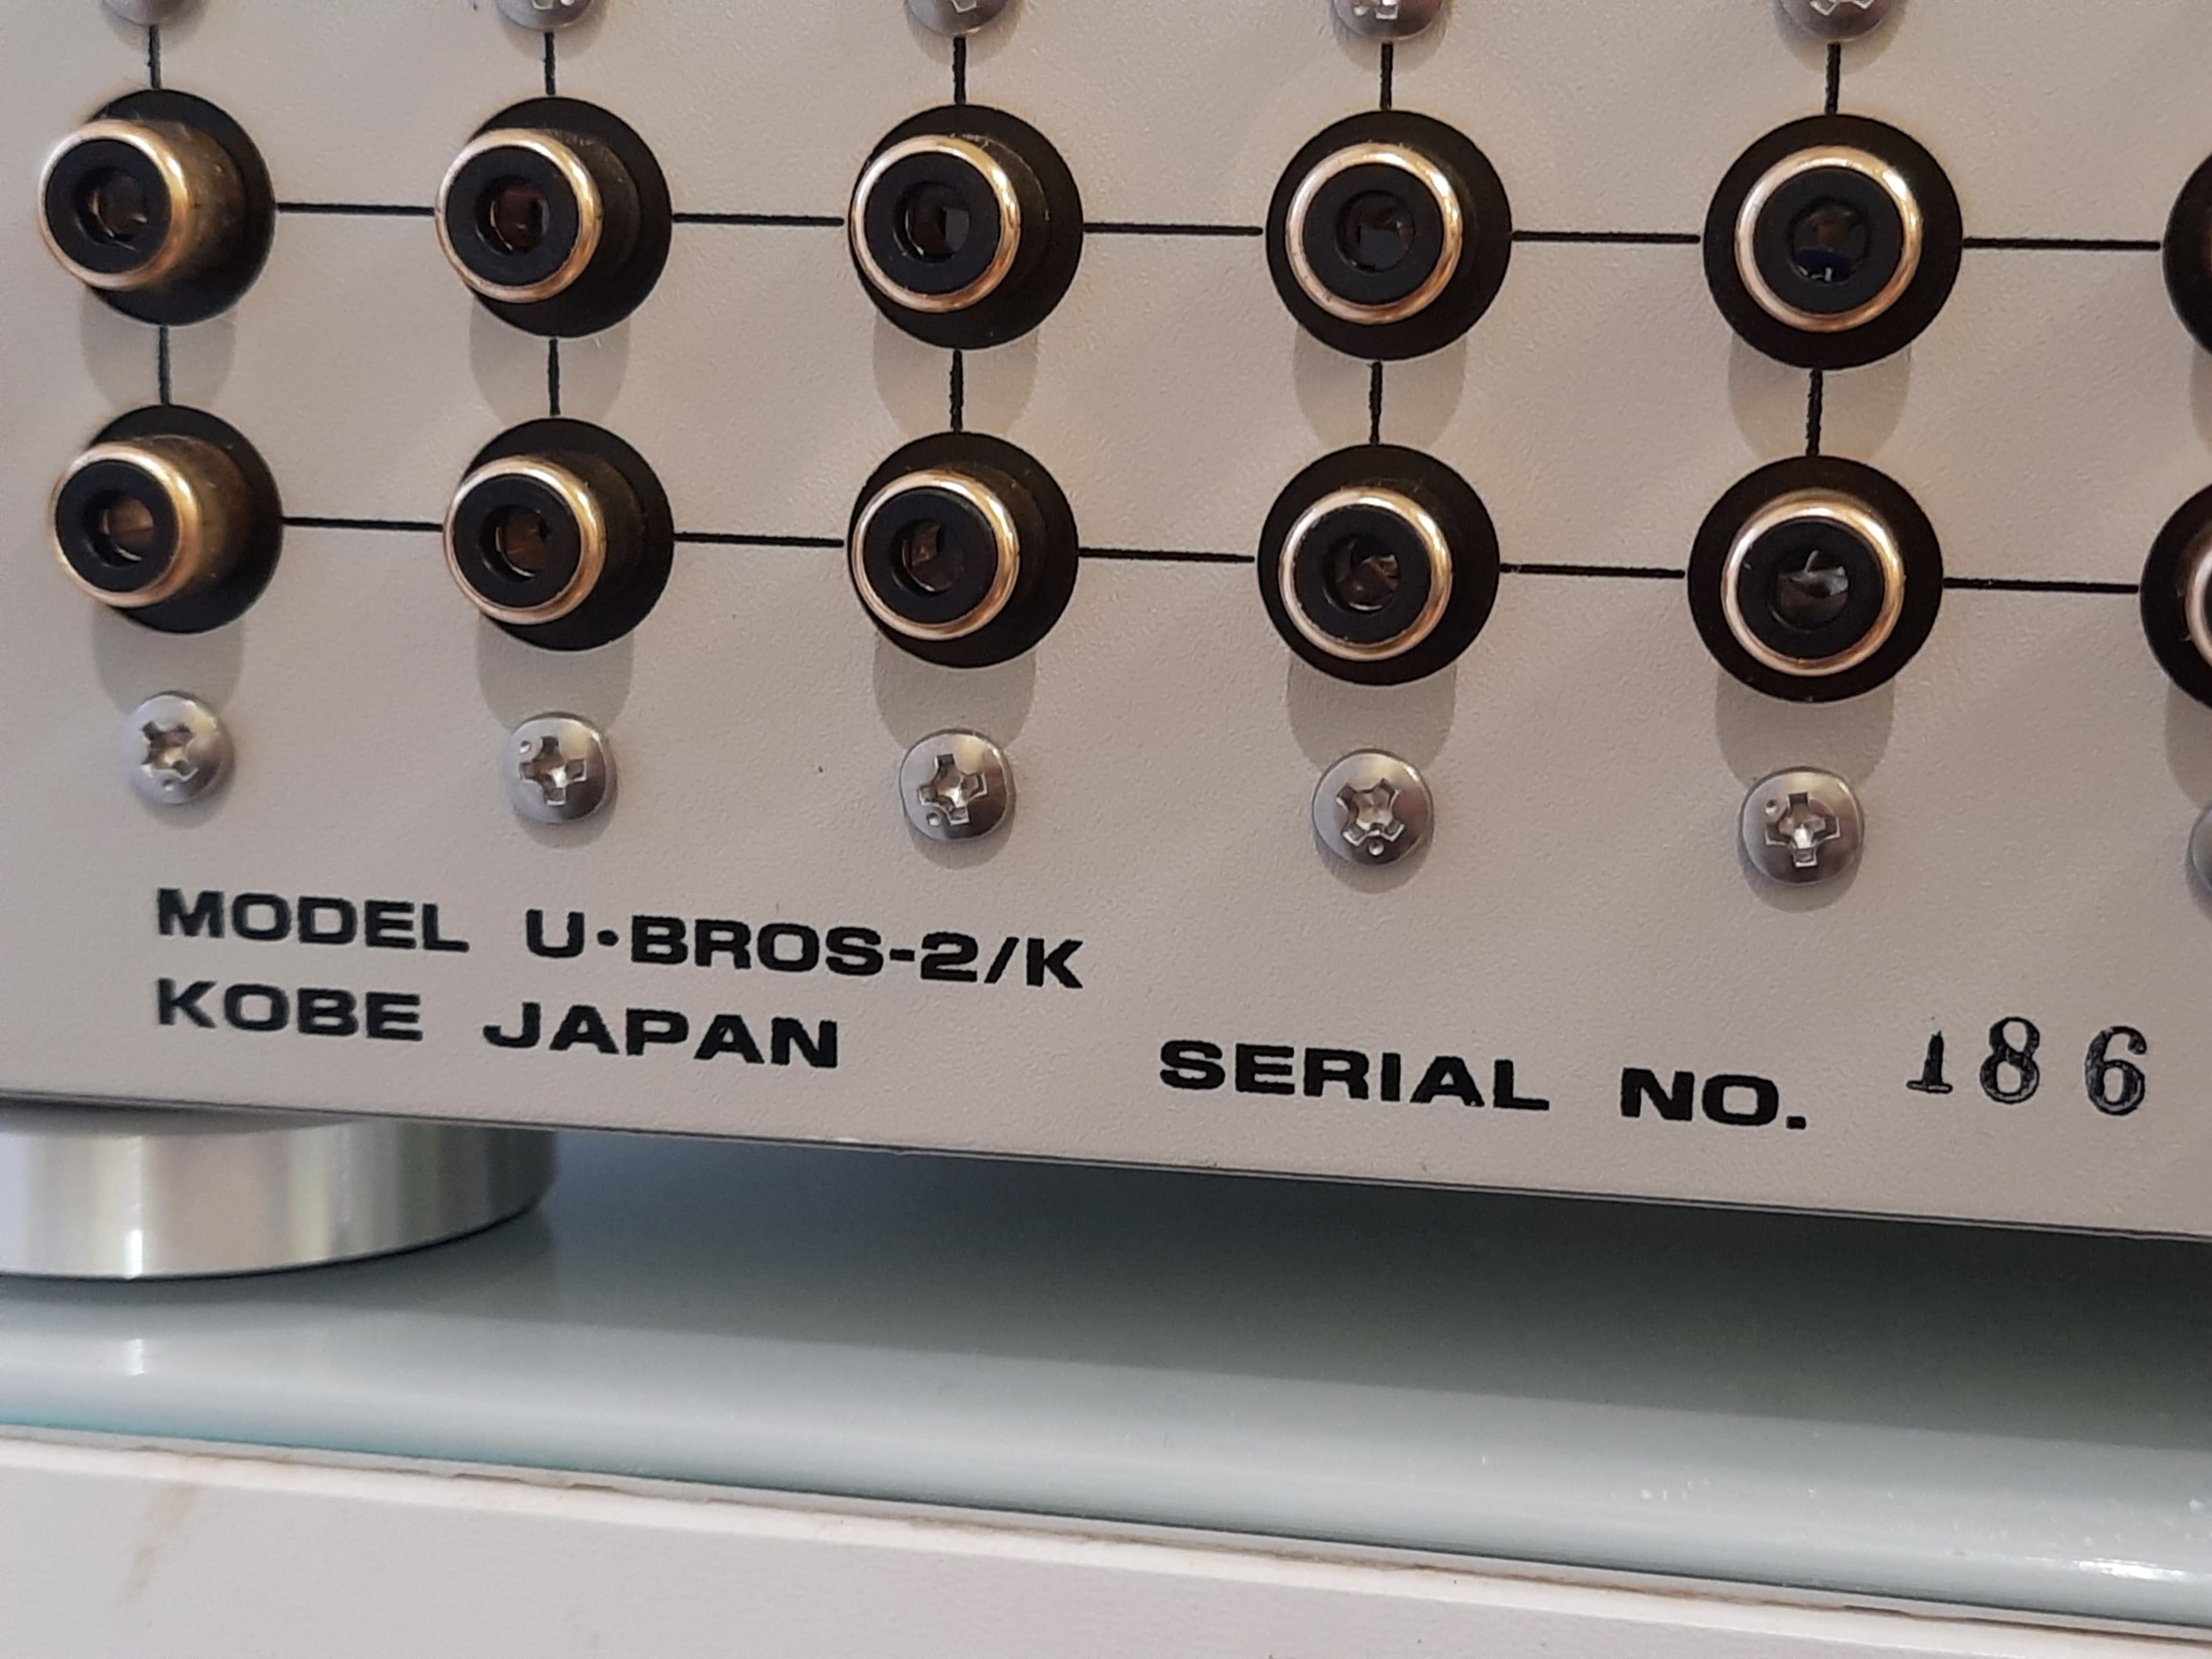 MODEL U·BROS-2/K
KOBE JAPAN
SERIAL NO. 186